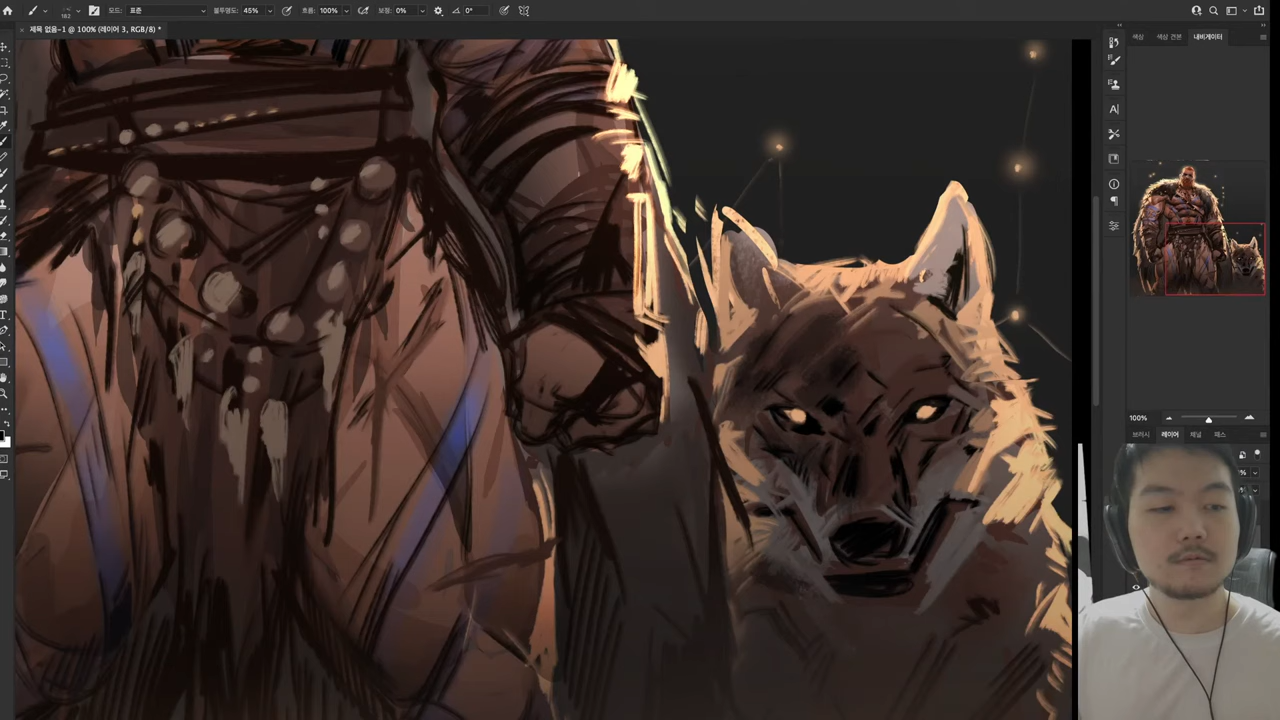 162
모드: 표준
불투명도: 45%
흐름: 100%
보정: 0%
0°
제목 없음-1 @ 100% (레이어 3, RGB/8) *
색상 색상 견본 내비게이터
100%
브러시 레이어 채널 패스